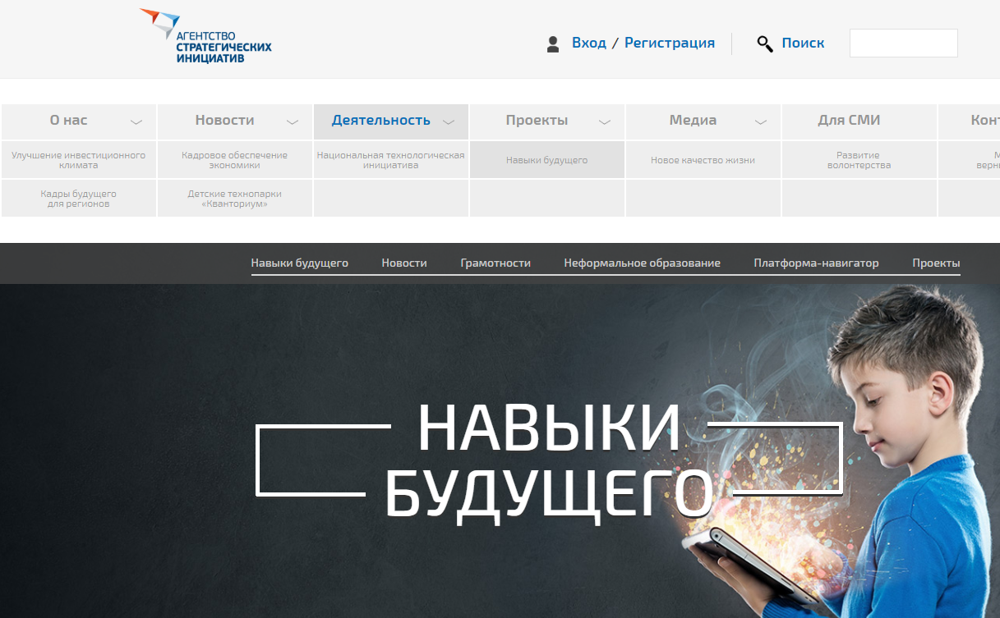 АГЕНТСТВО
СТРАТЕГИЧЕСКИХ
ИНИЦИАТИВ
Вход / Регистрация
Поиск
О нас
Новости
Деятельность
Проекты
Медиа
Для СМИ
Улучшение инвестиционного
климата
Кадровое обеспечение
экономики
Национальная технологическая
инициатива
Навыки будущего
Новое качество жизни
Развитие
волонтерства
Кадры будущего
для регионов
Детские технопарки
«Кванториум»
Навыки будущего
Новости
Грамотности
Неформальное образование
Платформа-навигатор
Проекты
НАВЫКИ
БУДУЩЕГО